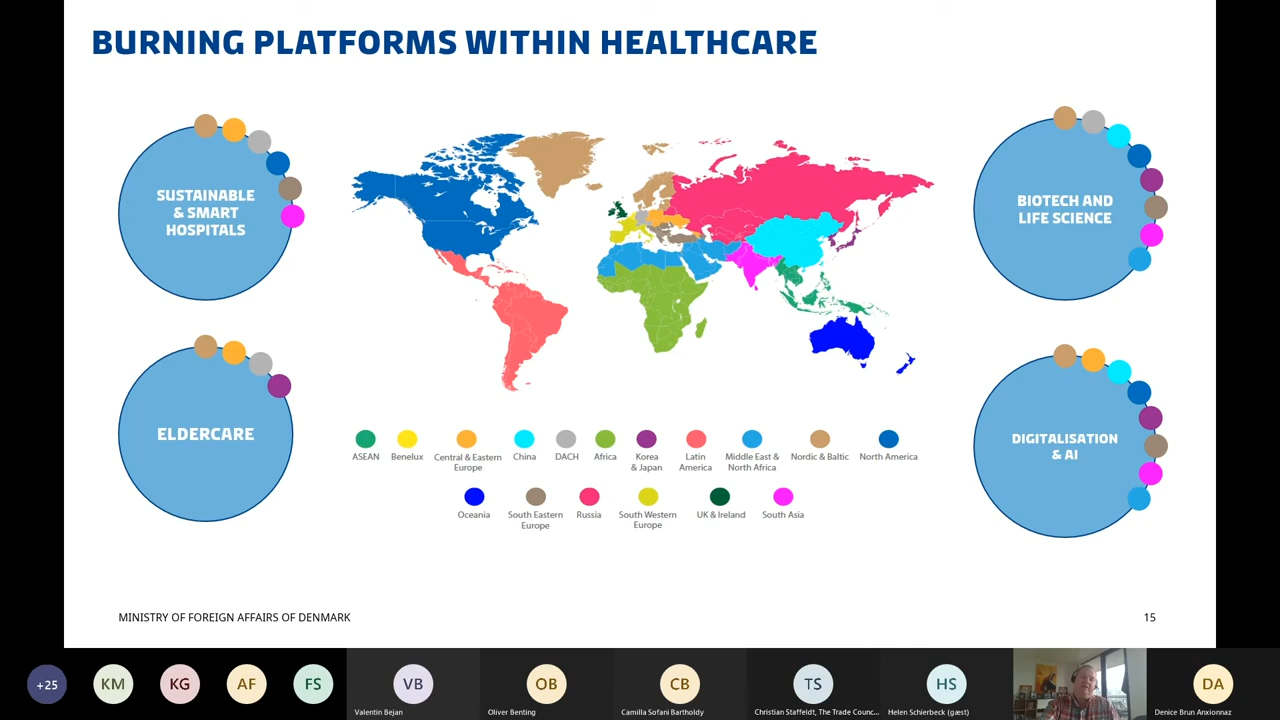 BURNING PLATFORMS WITHIN HEALTHCARE
SUSTAINABLE
& SMART
HOSPITALS
BIOTECH AND
LIFE SCIENCE
ELDERCARE
DIGITALISATION
& AI
ASEAN
Benelux
Central & Eastern
Europe
China
DACH
Africa
Korea
& Japan
Latin
America
Middle East &
North Africa
Nordic & Baltic
North America
Oceania
South Eastern
Europe
Russia
South Western
Europe
UK & Ireland
South Asia
MINISTRY OF FOREIGN AFFAIRS OF DENMARK
15
+25
KM
KG
AF
FS
VB
Valentin Bejan
OB
Oliver Benting
CB
Camilla Sofani Bartholdy
TS
Christian Staffeldt, The Trade Counc...
HS
Helen Schierbeck (gæst)
DA
Denice Brun Anxionnaz